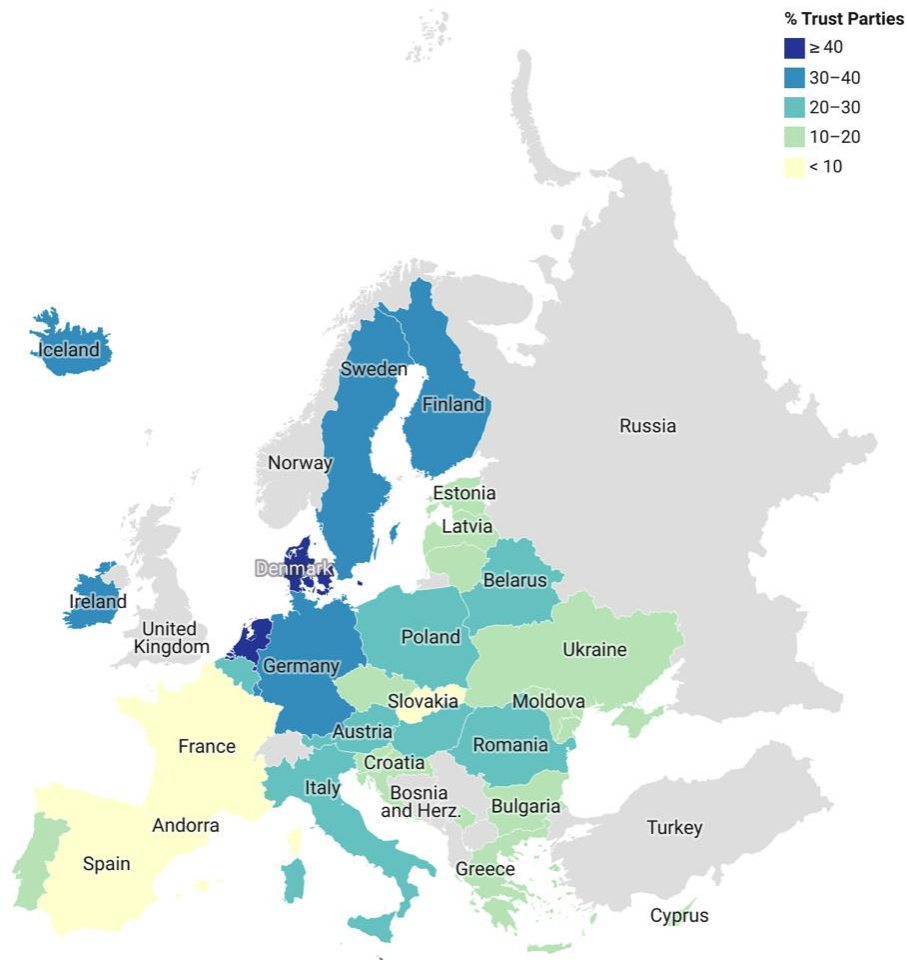 % Trust Parties
≥ 40
30–40
20–30
10–20
< 10
Iceland
Sweden
Finland
Russia
Norway
Estonia
Latvia
Denmark
Belarus
Ireland
United
Kingdom
Poland
Ukraine
Germany
Slovakia
Moldova
Austria
France
Romania
Croatia
Italy
Bosnia
and Herz.
Bulgaria
Andorra
Turkey
Spain
Greece
Cyprus